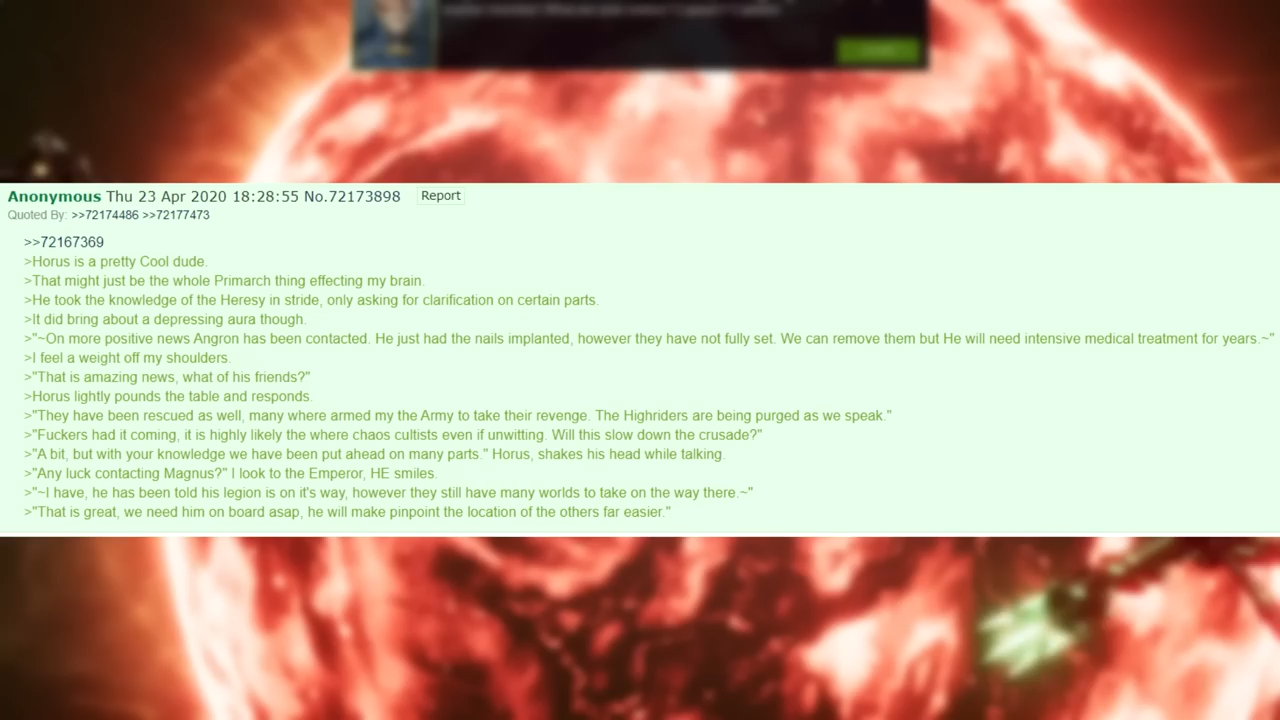 Anonymous Thu 23 Apr 2020 18:28:55 No.72173898 Report
Quoted By: >>72174486 >>72177473
>>72167369
>Horus is a pretty Cool dude.
>That might just be the whole Primarch thing effecting my brain.
>He took the knowledge of the Heresy in stride, only asking for clarification on certain parts.
>It did bring about a depressing aura though.
>"~On more positive news Angron has been contacted. He just had the nails implanted, however they have not fully set. We can remove them but He will need intensive medical treatment for years.~"
>I feel a weight off my shoulders.
>"That is amazing news, what of his friends?"
>Horus lightly pounds the table and responds.
>"They have been rescued as well, many where armed my the Army to take their revenge. The Highriders are being purged as we speak."
>"Fuckers had it coming, it is highly likely the where chaos cultists even if unwitting. Will this slow down the crusade?"
>"A bit, but with your knowledge we have been put ahead on many parts." Horus, shakes his head while talking.
>"Any luck contacting Magnus?" I look to the Emperor, HE smiles.
>"~I have, he has been told his legion is on it's way, however they still have many worlds to take on the way there.~"
>"That is great, we need him on board asap, he will make pinpoint the location of the others far easier."